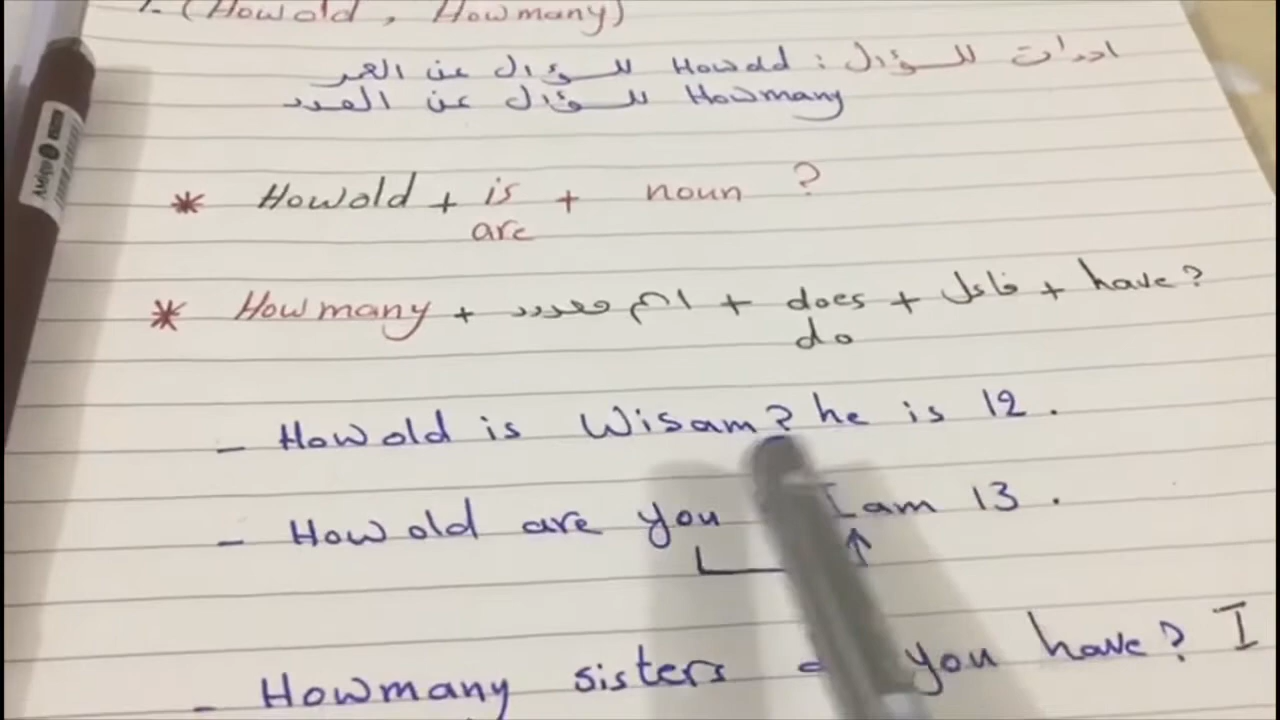 (How old , How many)
ادوات للسؤال : How old للسؤال عن العمر
How many للسؤال عن العدد
* How old + is + noun ?
are
* How many + اسم معدود + does + فاعل + have ?
do
- How old is Wisam ? he is 12 .
- How old are you I am 13 .
- How many sisters you have ? I